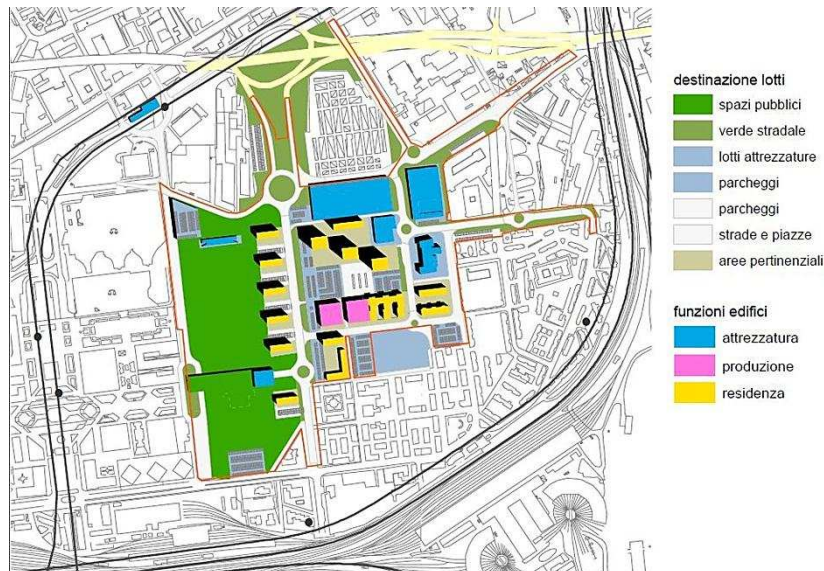 destinazione lotti
spazi pubblici
verde stradale
lotti attrezzature
parcheggi
parcheggi
strade e piazze
aree pertinenziali
funzioni edifici
attrezzatura
produzione
residenza